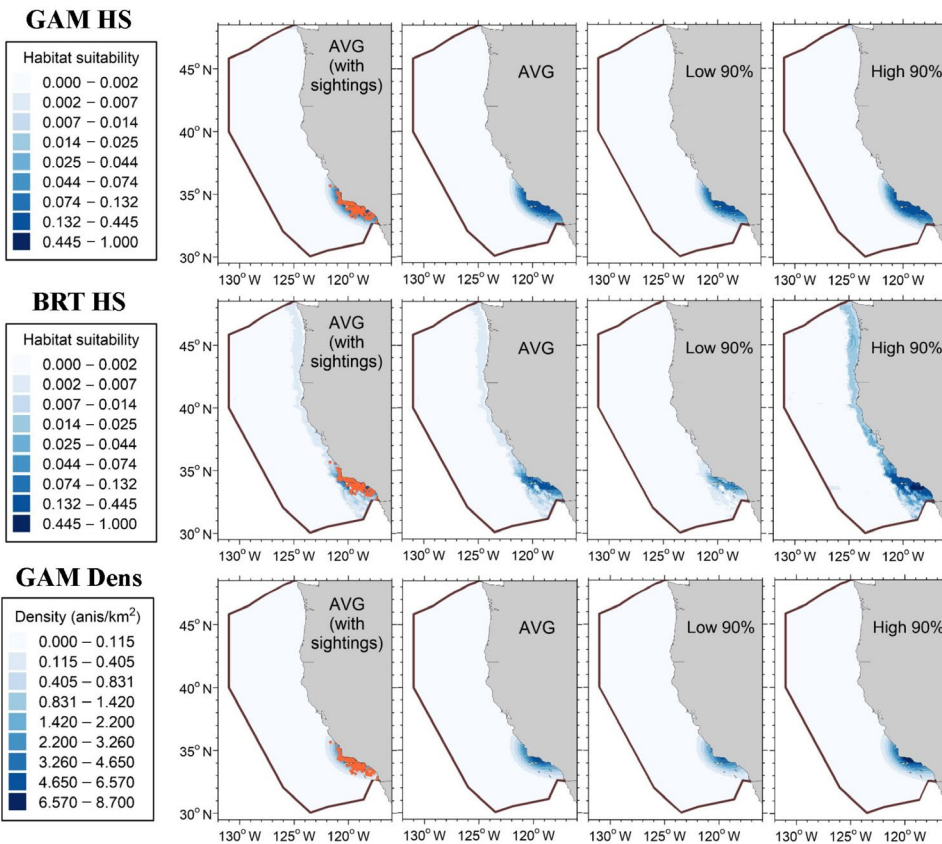 GAM HS
Habitat suitability
0.000 – 0.002
0.002 – 0.007
0.007 – 0.014
0.014 – 0.025
0.025 – 0.044
0.044 – 0.074
0.074 – 0.132
0.132 – 0.445
0.445 – 1.000
45° N
40° N
35° N
30° N
AVG
(with
sightings)
AVG
Low 90%
High 90%
130° W 125° W 120° W
130° W 125° W 120° W
130° W 125° W 120° W
130° W 125° W 120° W
BRT HS
Habitat suitability
0.000 – 0.002
0.002 – 0.007
0.007 – 0.014
0.014 – 0.025
0.025 – 0.044
0.044 – 0.074
0.074 – 0.132
0.132 – 0.445
0.445 – 1.000
45° N
40° N
35° N
30° N
AVG
(with
sightings)
AVG
Low 90%
High 90%
130° W 125° W 120° W
130° W 125° W 120° W
130° W 125° W 120° W
130° W 125° W 120° W
GAM Dens
Density (anis/km²)
0.000 – 0.115
0.115 – 0.405
0.405 – 0.831
0.831 – 1.420
1.420 – 2.200
2.200 – 3.260
3.260 – 4.650
4.650 – 6.570
6.570 – 8.700
45° N
40° N
35° N
30° N
AVG
(with
sightings)
AVG
Low 90%
High 90%
130° W 125° W 120° W
130° W 125° W 120° W
130° W 125° W 120° W
130° W 125° W 120° W